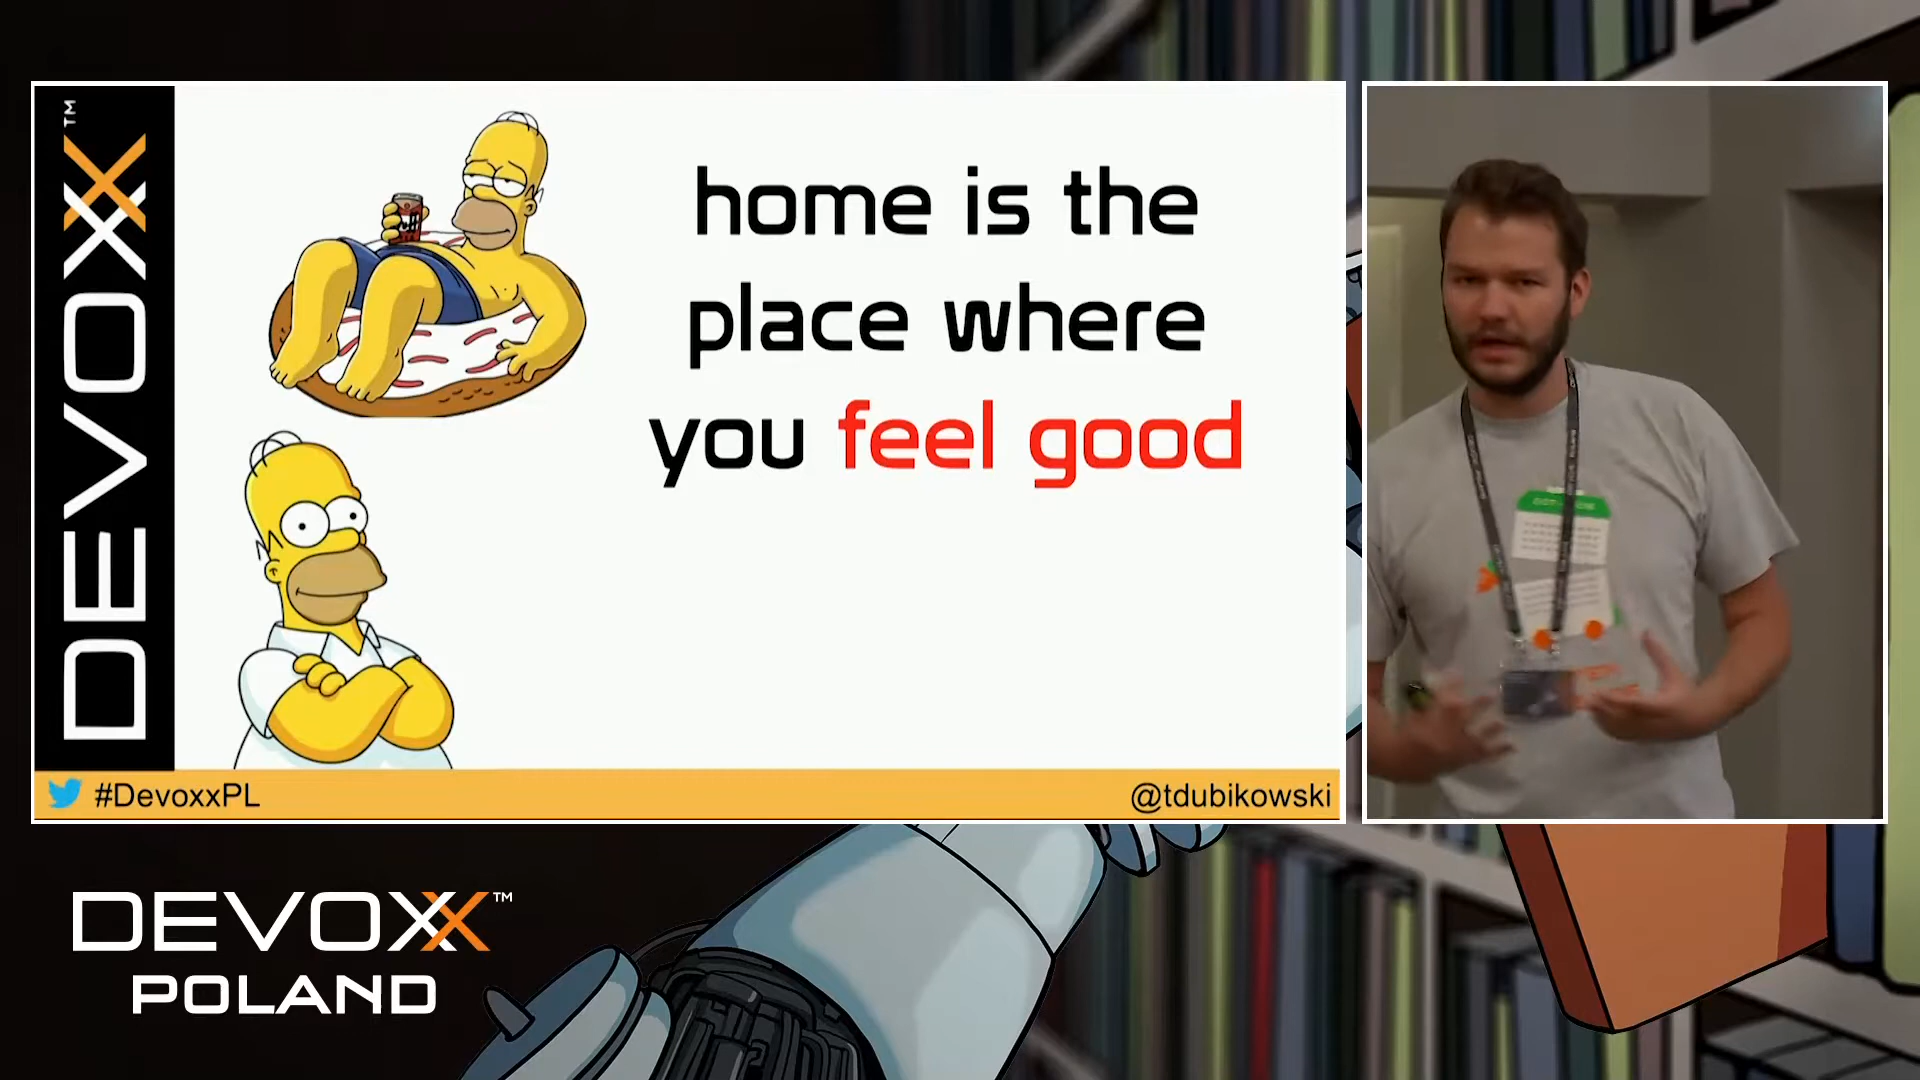 DEVOXX™
home is the
place where
you feel good
#DevoxxPL
@tdubikowski
DEVOXX™
POLAND